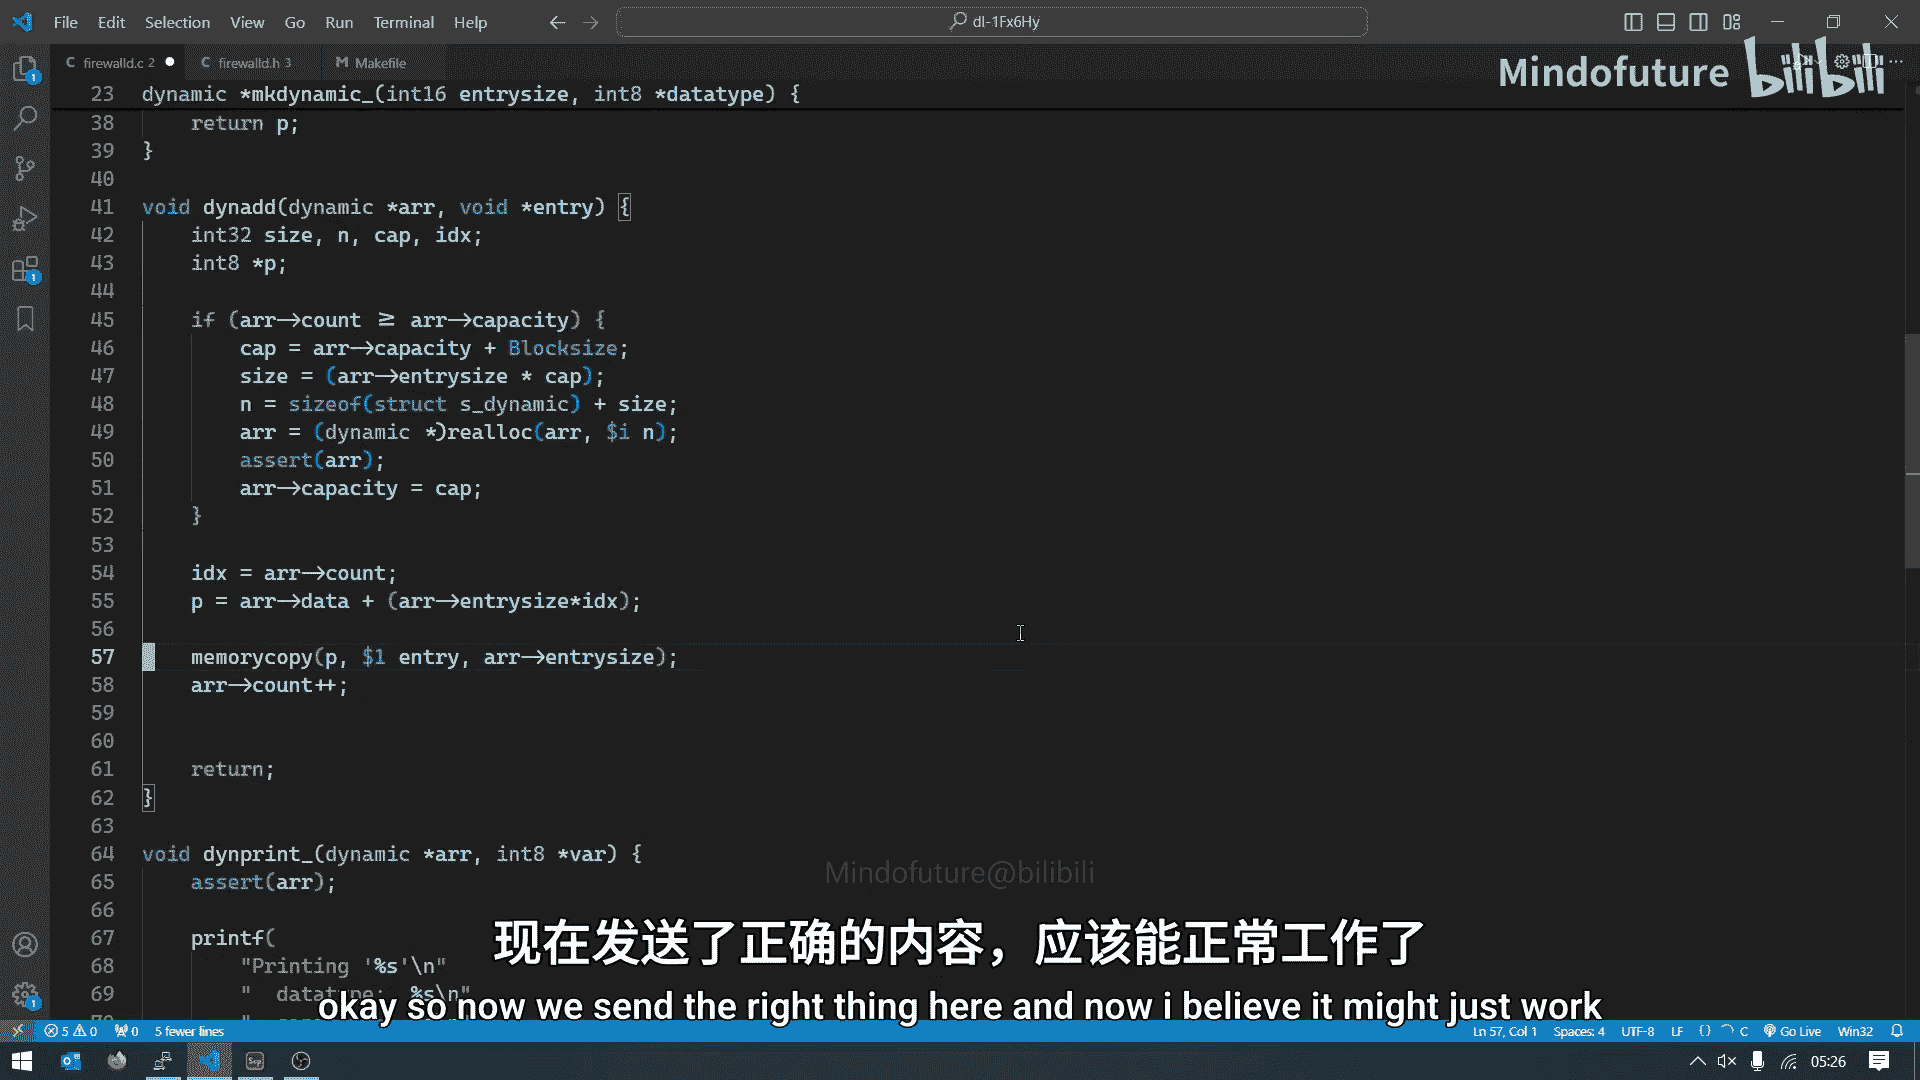 File Edit Selection View Go Run Terminal Help
dl-1Fx6Hy
C firewalld.c 2
C firewalld.h 3
M Makefile
Mindofuture bilibili
23 dynamic *mkdynamic_(int16 entrysize, int8 *datatype) {
38 return p;
39 }
40
41 void dynadd(dynamic *arr, void *entry) {
42 int32 size, n, cap, idx;
43 int8 *p;
44
45 if (arr→count ≥ arr→capacity) {
46 cap = arr→capacity + Blocksize;
47 size = (arr→entrysize * cap);
48 n = sizeof(struct s_dynamic) + size;
49 arr = (dynamic *)realloc(arr, $i n);
50 assert(arr);
51 arr→capacity = cap;
52 }
53
54 idx = arr→count;
55 p = arr→data + (arr→entrysize*idx);
56
57 memorycopy(p, $1 entry, arr→entrysize);
58 arr→count++;
59
60
61 return;
62 }
63
64 void dynprint_(dynamic *arr, int8 *var) {
65 assert(arr);
66
67 printf(
68 "Printing '%s'\n"
69 " datatype: %s\n"
Mindofuture@bilibili
现在发送了正确的内容，应该能正常工作了
okay so now we send the right thing here and now i believe it might just work
5 0 0 5 fewer lines Ln 57, Col 1 Spaces: 4 UTF-8 LF {} C Go Live Win32
05:26